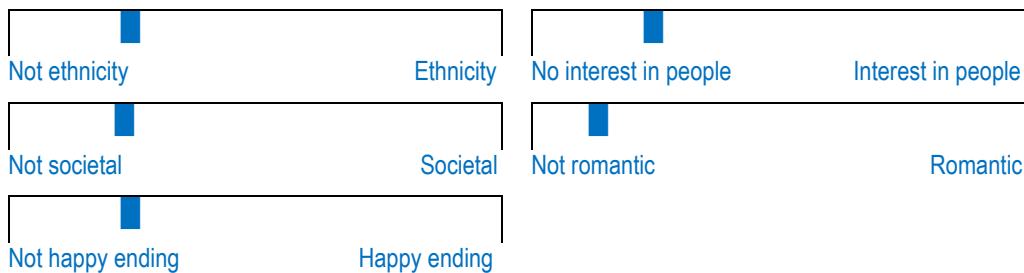 Not ethnicity Ethnicity No interest in people Interest in people
Not societal Societal Not romantic Romantic
Not happy ending Happy ending